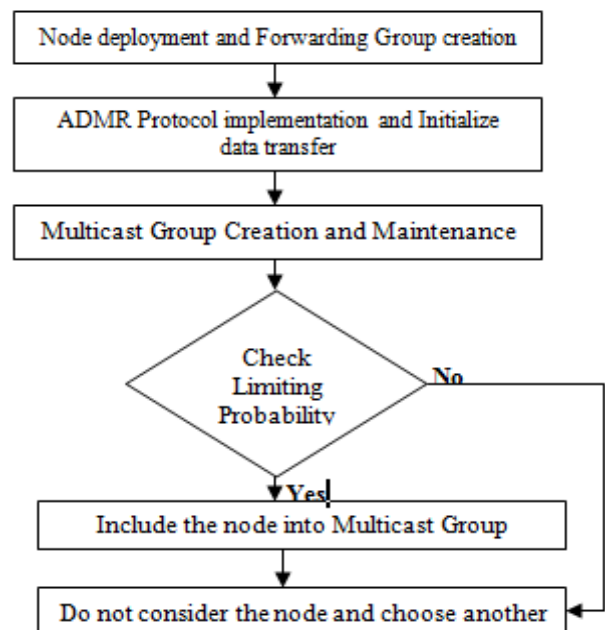 Node deployment and Forwarding Group creation
ADMR Protocol implementation and Initialize
data transfer
Multicast Group Creation and Maintenance
Check
Limiting
Probability
No
Yes
Include the node into Multicast Group
Do not consider the node and choose another